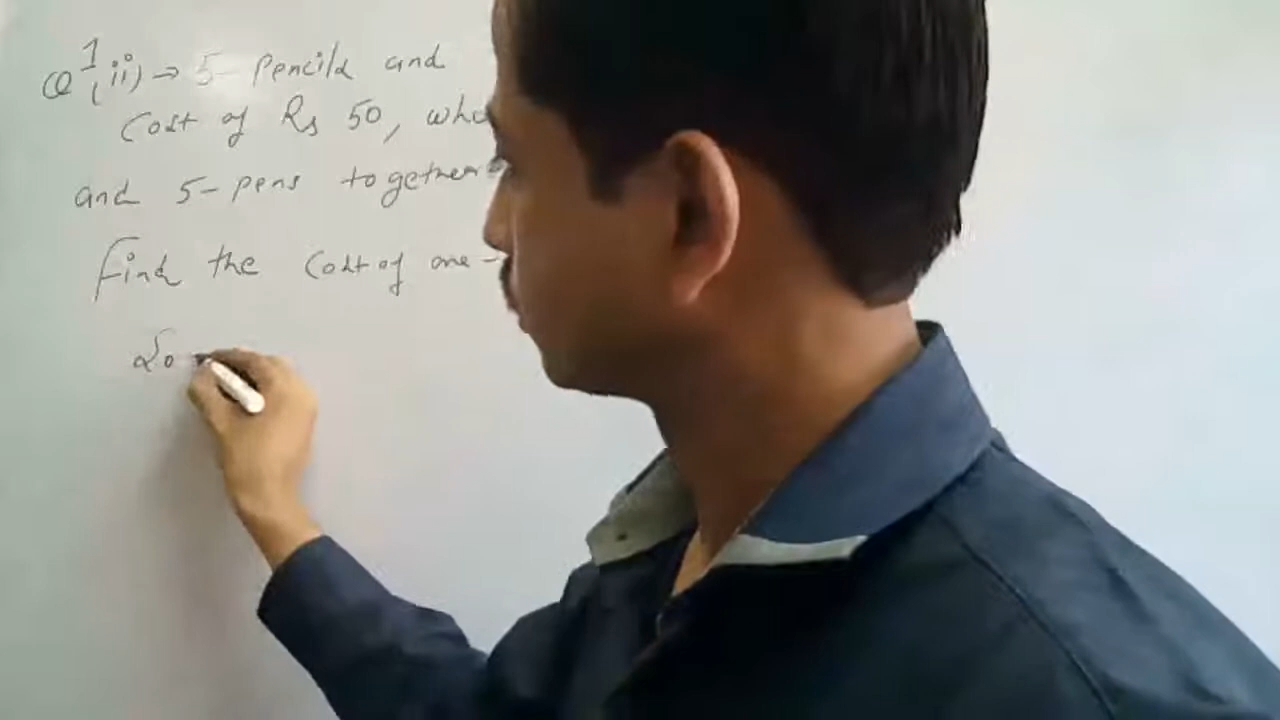 Q 1 (ii) → 5 - Pencils and
Cost of Rs 50,
and 5 - pens together
find the Cost of one -
So